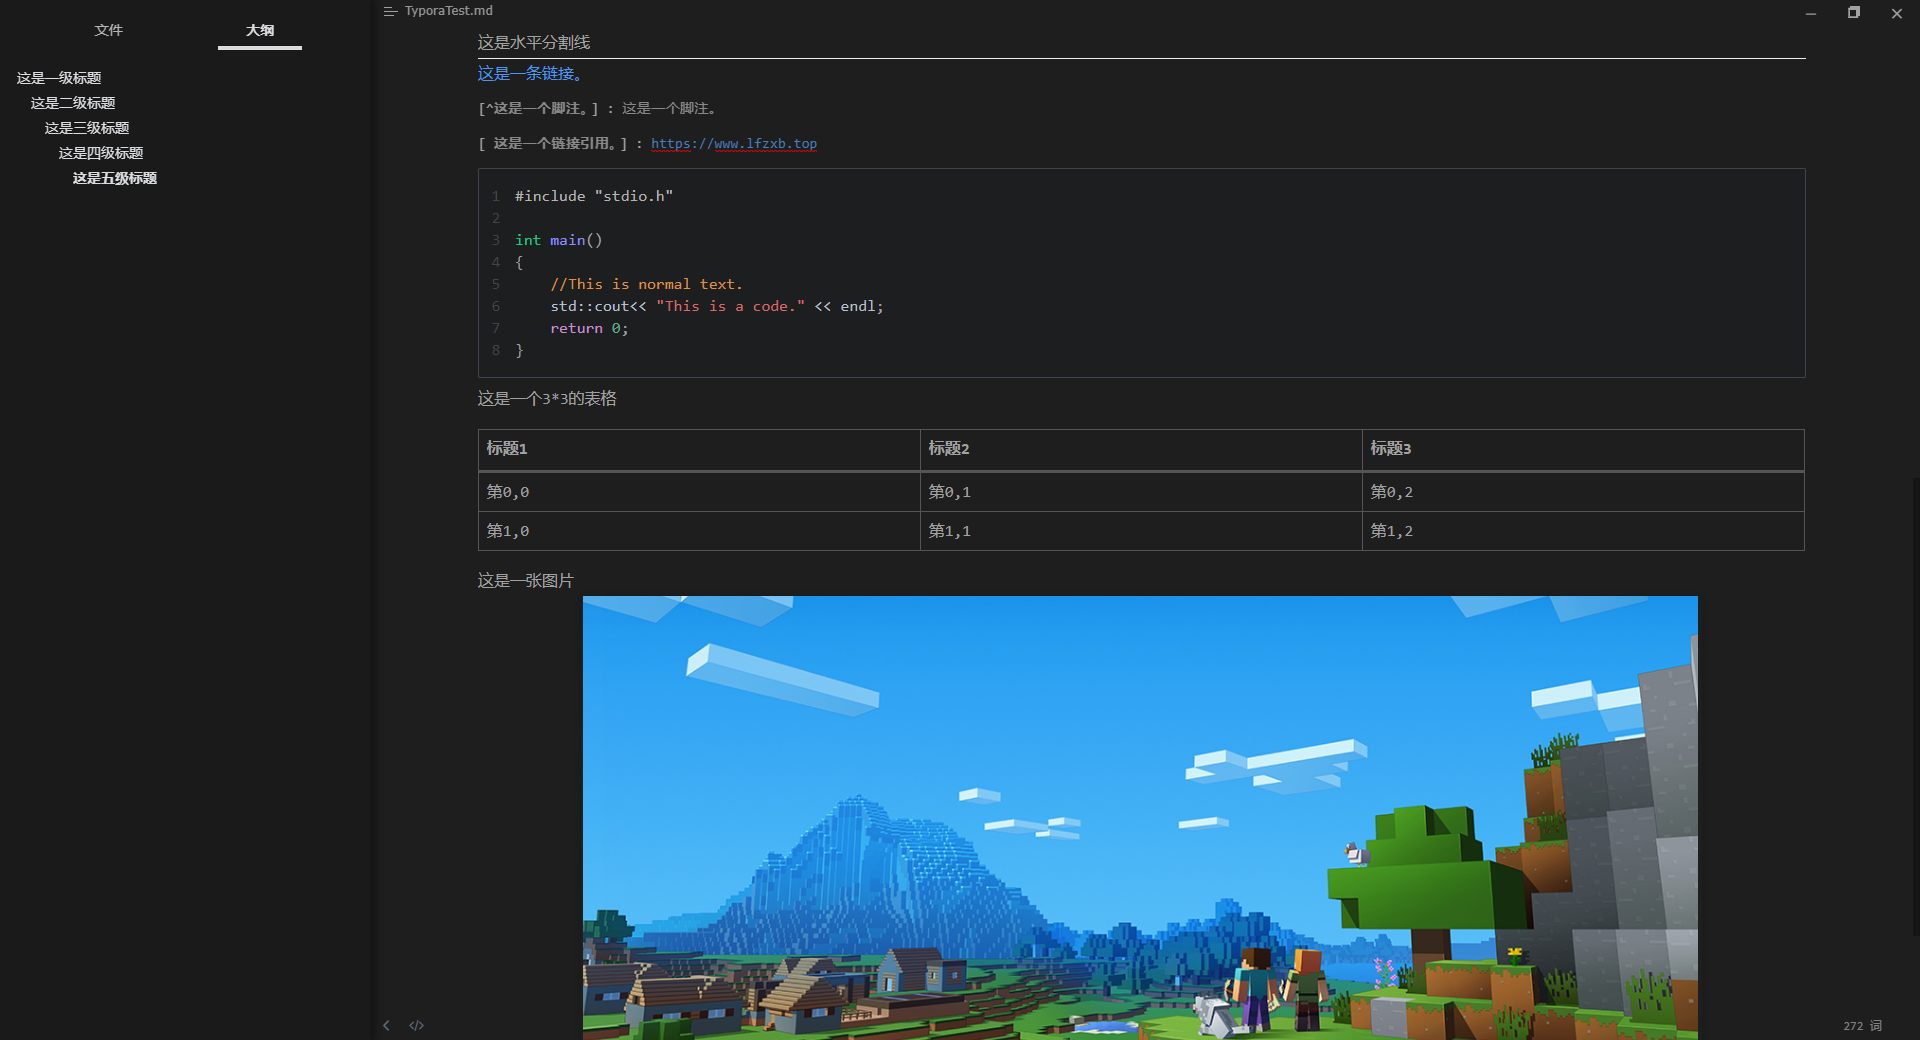 文件
大纲
这是一级标题
这是二级标题
这是三级标题
这是四级标题
这是五级标题
TyporaTest.md
这是水平分割线
这是一条链接。
[^这是一个脚注。] : 这是一个脚注。
[ 这是一个链接引用。] : https://www.lfzxb.top
1 #include "stdio.h"
2
3 int main()
4 {
5     //This is normal text.
6     std::cout<< "This is a code." << endl;
7     return 0;
8 }
这是一个3*3的表格
标题1 标题2 标题3
第0,0 第0,1 第0,2
第1,0 第1,1 第1,2
这是一张图片
</>
272 词